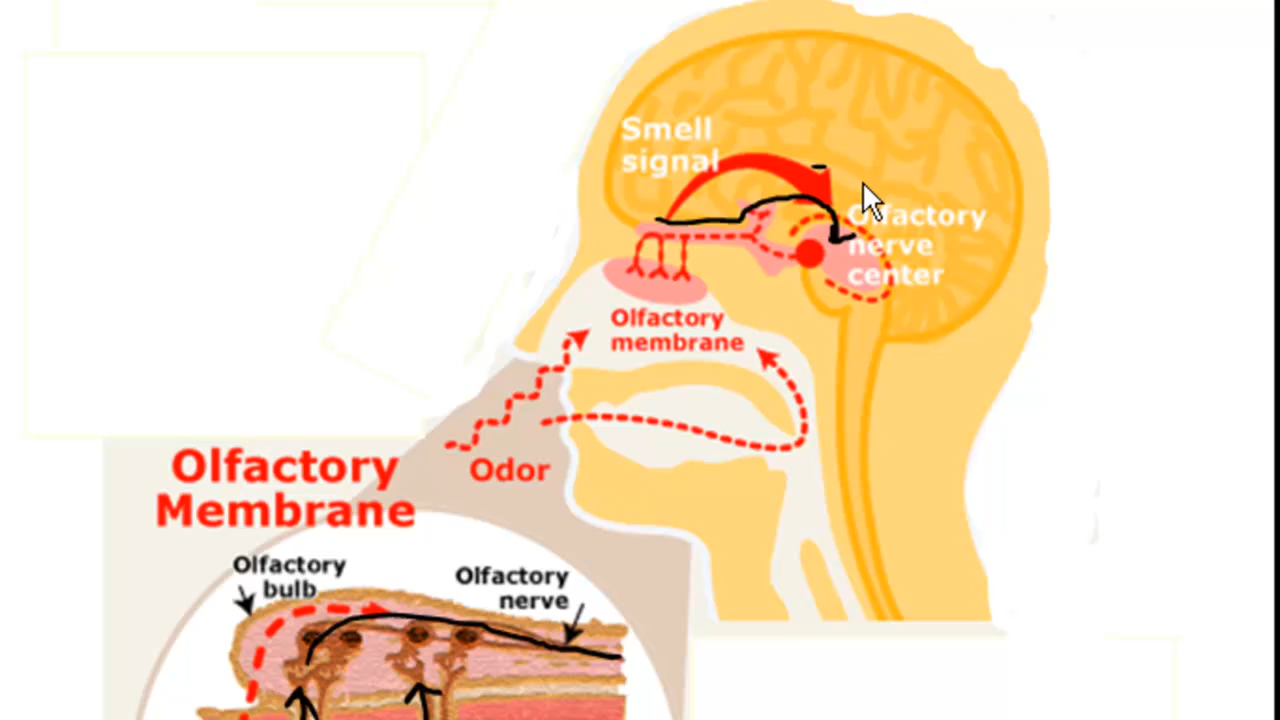 Smell
signal
Olfactory
nerve
center
Olfactory
membrane
Odor
Olfactory
Membrane
Olfactory
bulb
Olfactory
nerve